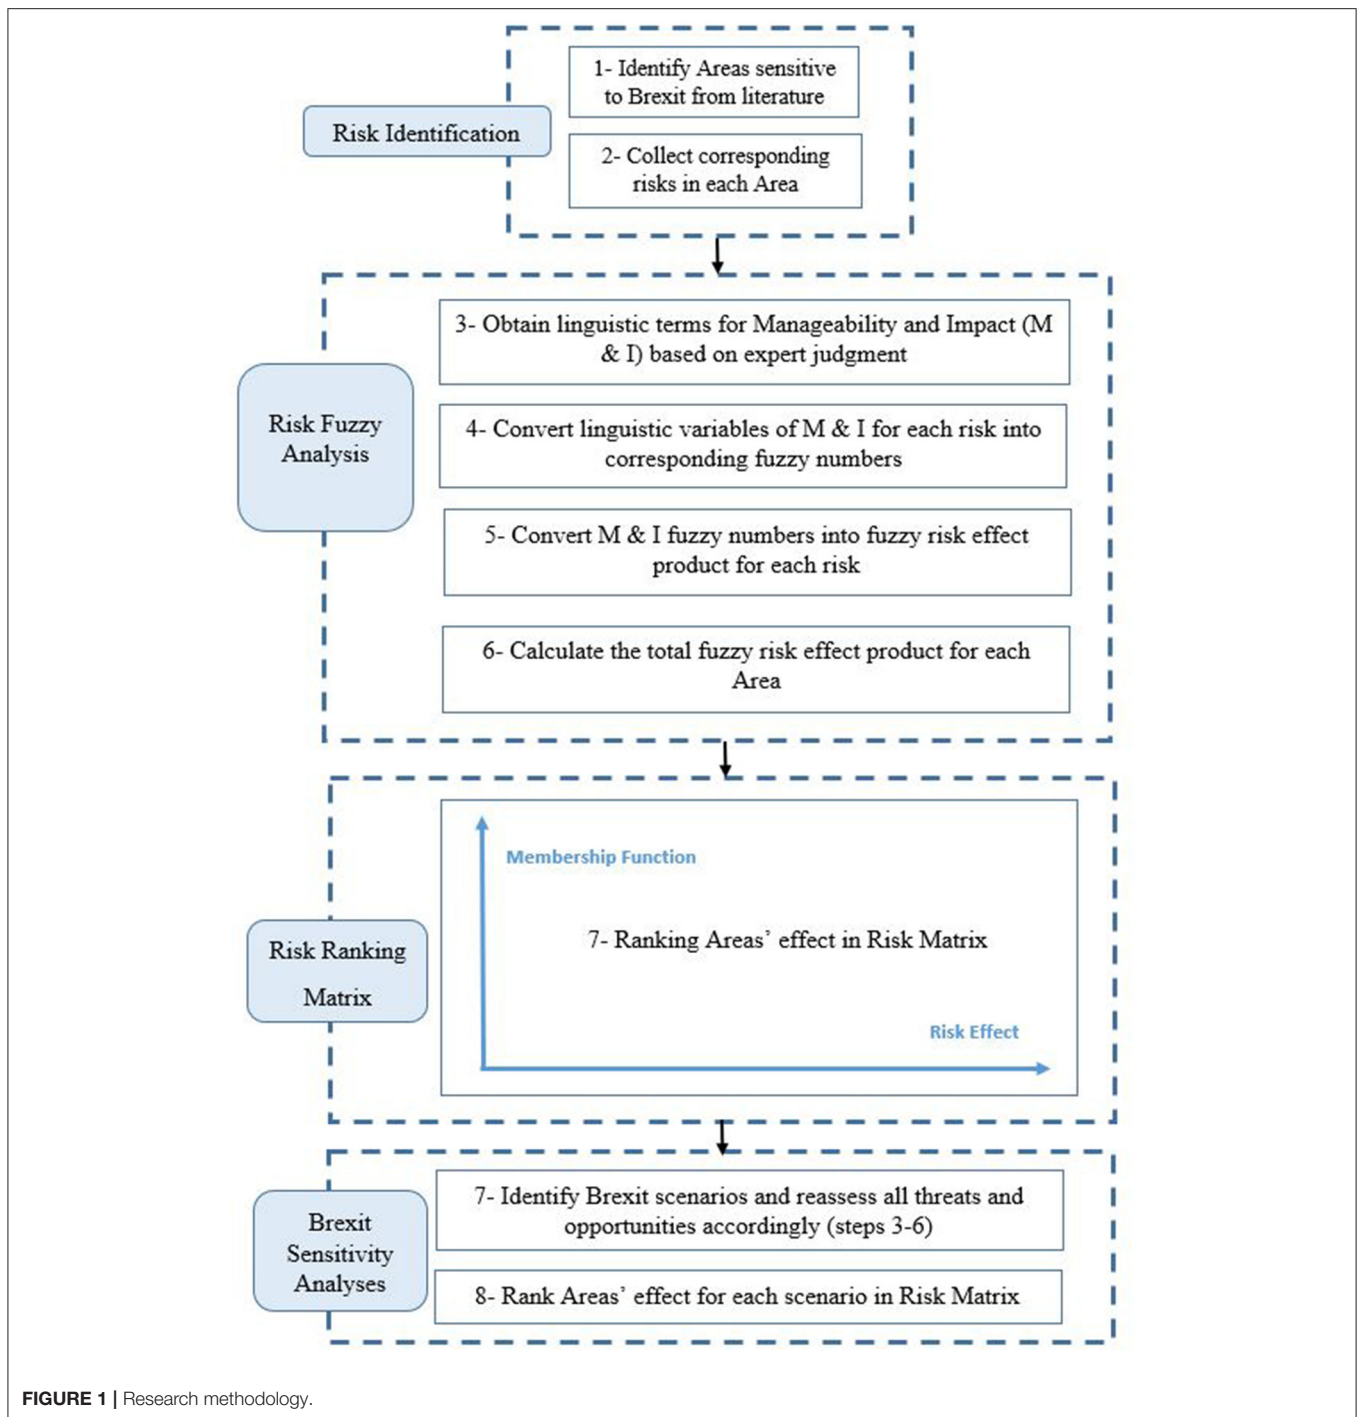 1- Identify Areas sensitive
to Brexit from literature
Risk Identification
2- Collect corresponding
risks in each Area
3- Obtain linguistic terms for Manageability and Impact (M
& I) based on expert judgment
Risk Fuzzy
Analysis
4- Convert linguistic variables of M & I for each risk into
corresponding fuzzy numbers
5- Convert M & I fuzzy numbers into fuzzy risk effect
product for each risk
6- Calculate the total fuzzy risk effect product for each
Area
Membership Function
Risk Ranking
Matrix
7- Ranking Areas’ effect in Risk Matrix
Risk Effect
Brexit
Sensitivity
Analyses
7- Identify Brexit scenarios and reassess all threats and
opportunities accordingly (steps 3-6)
8- Rank Areas’ effect for each scenario in Risk Matrix
FIGURE 1 | Research methodology.